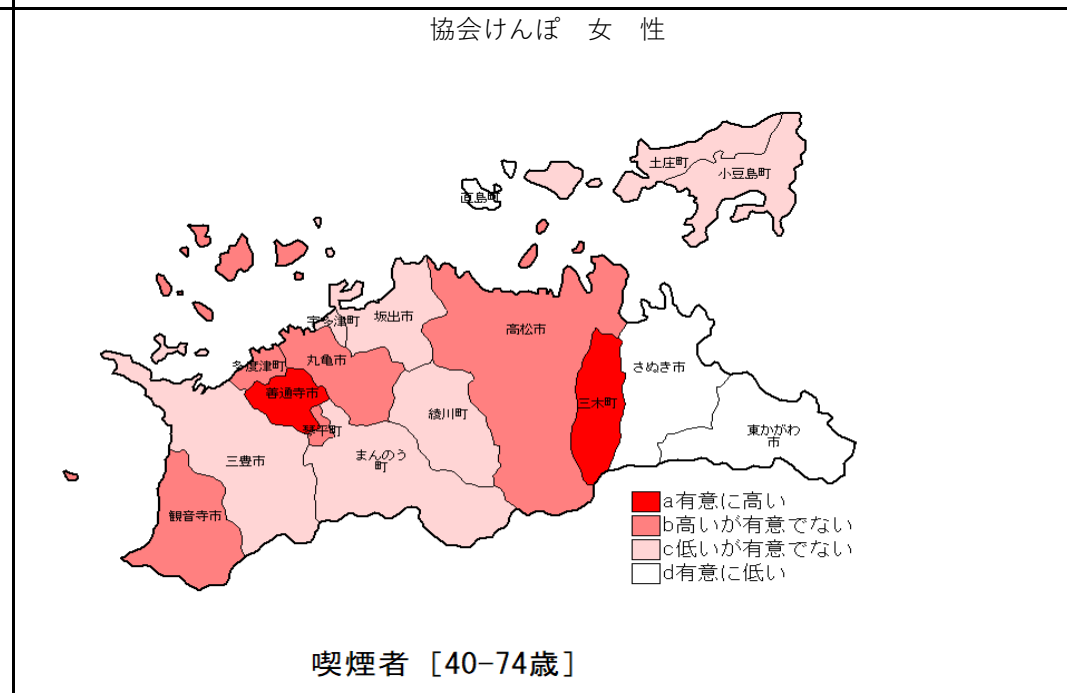 協会けんぽ 女 性
土庄町
小豆島町
直島町
宇多津町
坂出市
高松市
多度津町
丸亀市
さぬき市
善通寺市
三木町
綾川町
琴平町
東かがわ
市
まんのう
町
三豊市
観音寺市
a有意に高い
b高いが有意でない
c低いが有意でない
d有意に低い
喫煙者 [40-74歳]